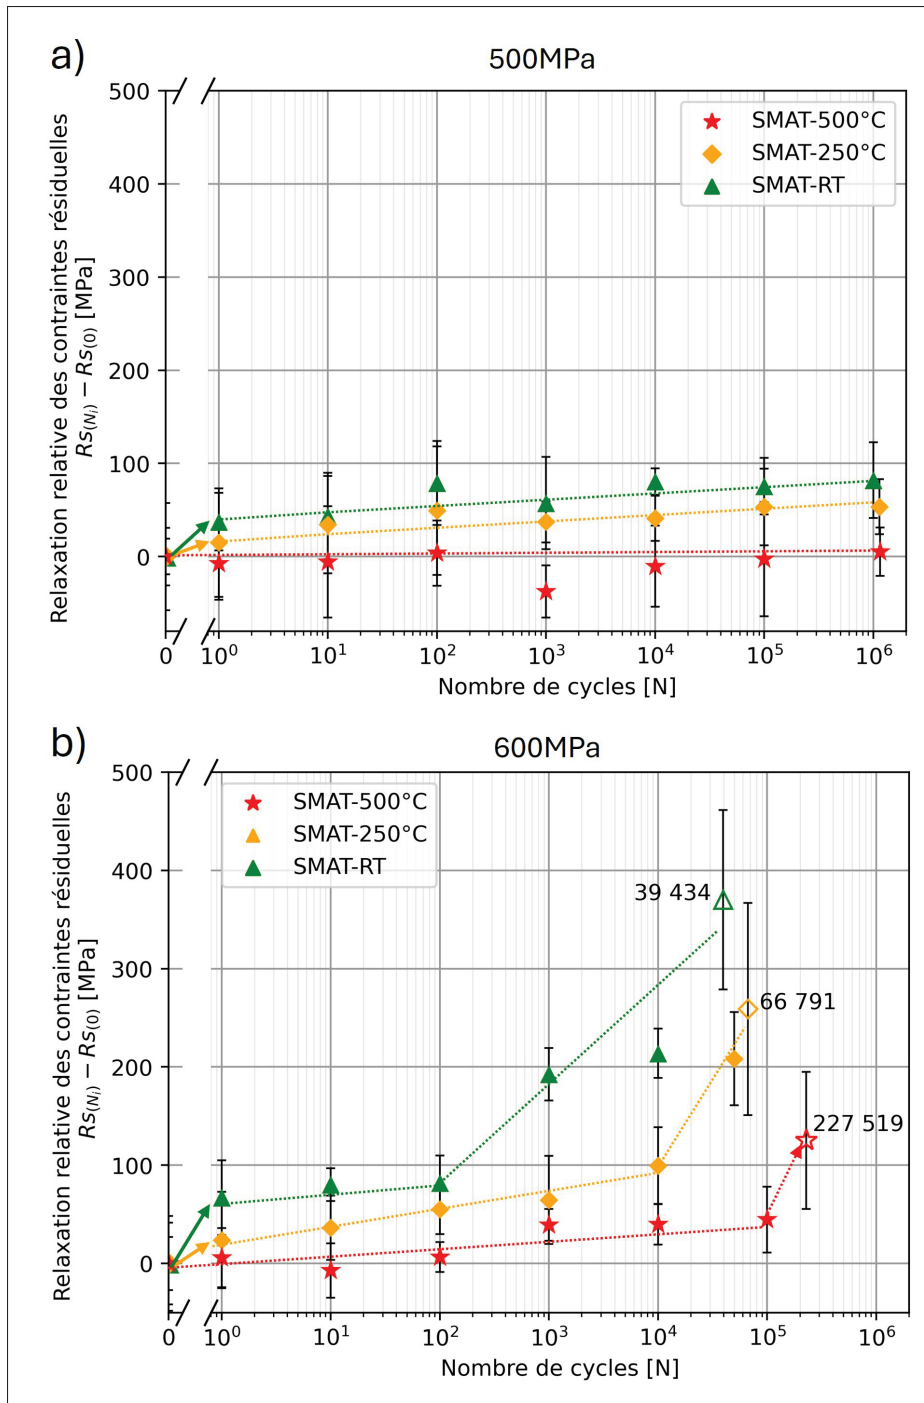 a)
500MPa
Relaxation relative des contraintes résiduelles
Rs(Ni) − Rs(0) [MPa]
500
400
300
200
100
0
SMAT-500°C
SMAT-250°C
SMAT-RT
0 10⁰ 10¹ 10² 10³ 10⁴ 10⁵ 10⁶
Nombre de cycles [N]
b)
600MPa
Relaxation relative des contraintes résiduelles
Rs(Ni) − Rs(0) [MPa]
500
400
300
200
100
0
SMAT-500°C
SMAT-250°C
SMAT-RT
39 434
66 791
227 519
0 10⁰ 10¹ 10² 10³ 10⁴ 10⁵ 10⁶
Nombre de cycles [N]